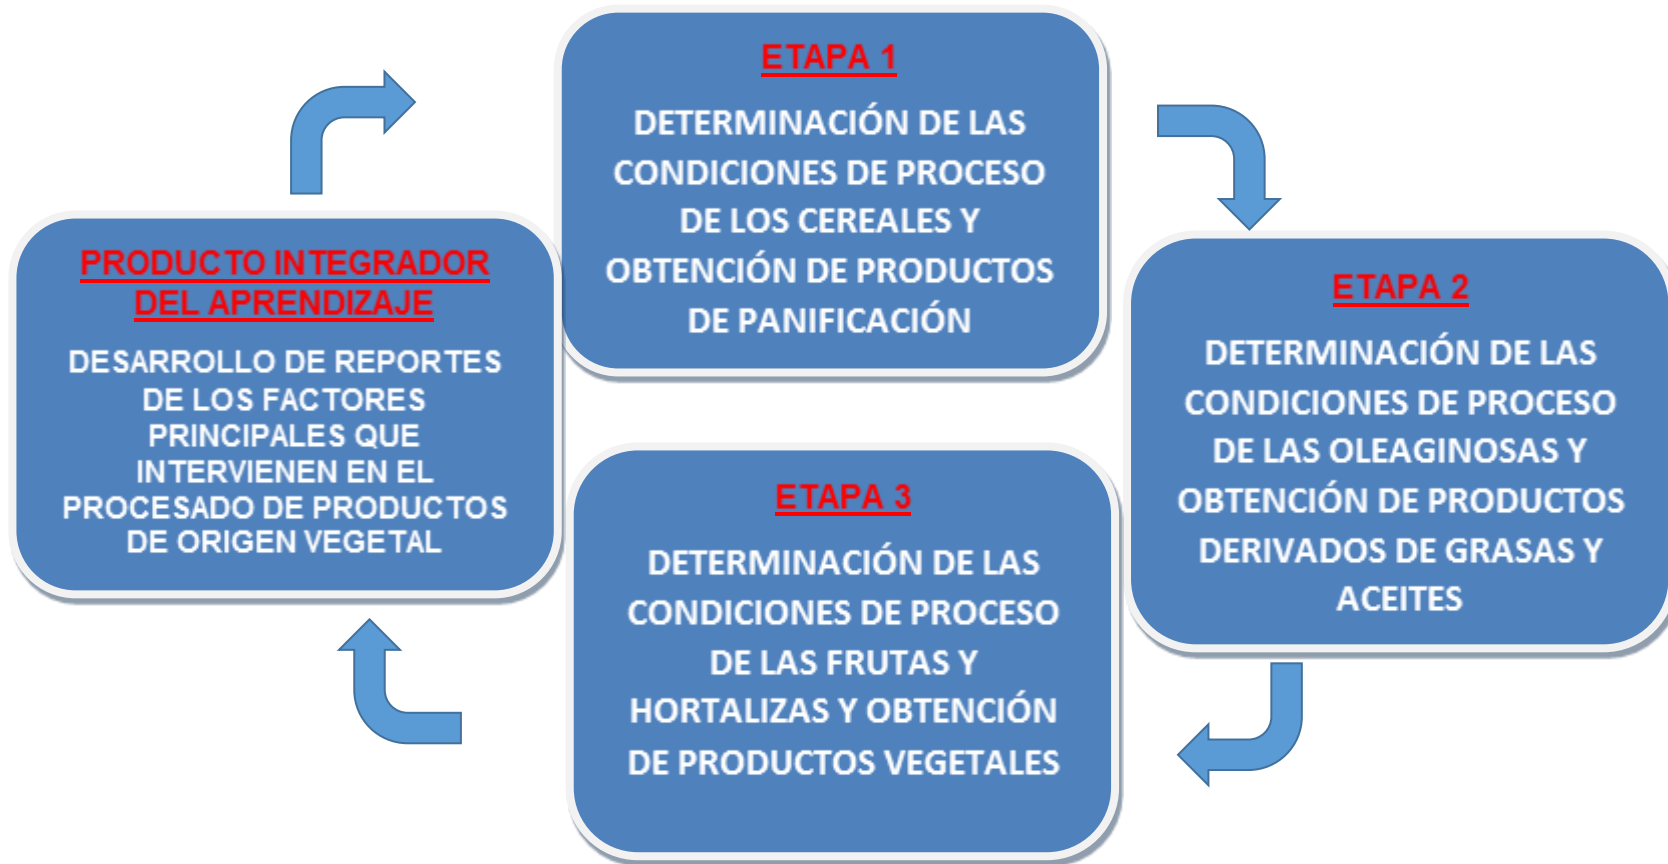 ETAPA 1
DETERMINACIÓN DE LAS
CONDICIONES DE PROCESO
DE LOS CEREALES Y
OBTENCIÓN DE PRODUCTOS
DE PANIFICACIÓN
ETAPA 2
DETERMINACIÓN DE LAS
CONDICIONES DE PROCESO
DE LAS OLEAGINOSAS Y
OBTENCIÓN DE PRODUCTOS
DERIVADOS DE GRASAS Y
ACEITES
ETAPA 3
DETERMINACIÓN DE LAS
CONDICIONES DE PROCESO
DE LAS FRUTAS Y
HORTALIZAS Y OBTENCIÓN
DE PRODUCTOS VEGETALES
PRODUCTO INTEGRADOR
DEL APRENDIZAJE
DESARROLLO DE REPORTES
DE LOS FACTORES
PRINCIPALES QUE
INTERVIENEN EN EL
PROCESADO DE PRODUCTOS
DE ORIGEN VEGETAL